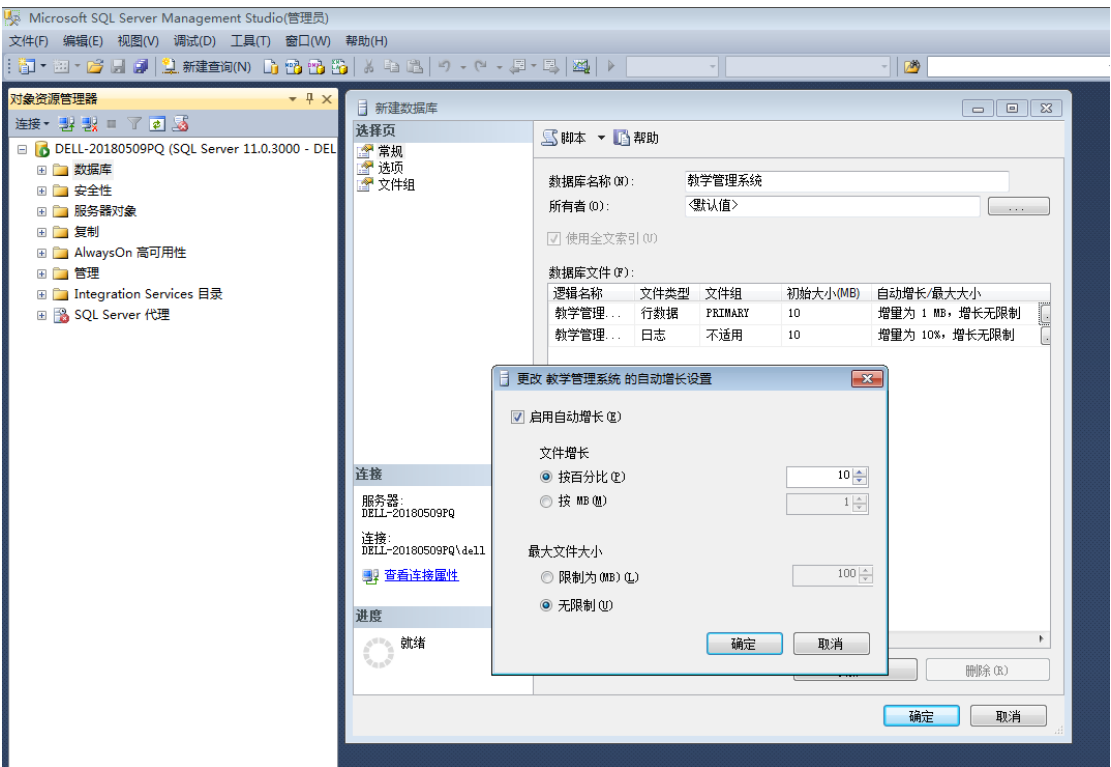 Microsoft SQL Server Management Studio(管理员)
文件(F) 编辑(E) 视图(V) 调试(D) 工具(T) 窗口(W) 帮助(H)
新建查询(N)
对象资源管理器
连接
DELL-20180509PQ (SQL Server 11.0.3000 - DEL
数据库
安全性
服务器对象
复制
AlwaysOn 高可用性
管理
Integration Services 目录
SQL Server 代理
新建数据库
选择页
常规
选项
文件组
脚本 帮助
数据库名称(N): 教学管理系统
所有者(O): <默认值> ...
使用全文索引(U)
数据库文件(F):
逻辑名称 文件类型 文件组 初始大小(MB) 自动增长/最大大小
教学管理... 行数据 PRIMARY 10 增量为 1 MB，增长无限制
教学管理... 日志 不适用 10 增量为 10%，增长无限制
更改 教学管理系统 的自动增长设置
启用自动增长(E)
文件增长
按百分比(P) 10
按 MB(M) 1
最大文件大小
限制为(MB)(L) 100
无限制(U)
确定 取消
连接
服务器:
DELL-20180509PQ
连接:
DELL-20180509PQ\dell
查看连接属性
进度
就绪
删除(R)
确定 取消